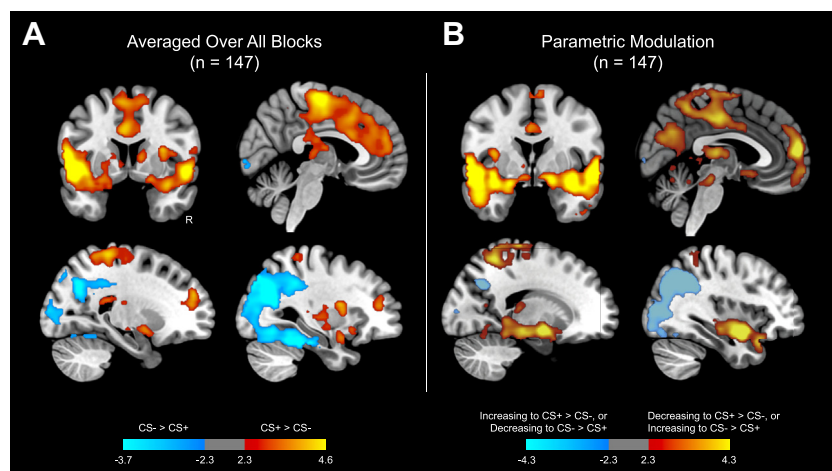 A
Averaged Over All Blocks
(n = 147)
R
CS- > CS+
CS+ > CS-
-3.7
-2.3
2.3
4.6
B
Parametric Modulation
(n = 147)
Increasing to CS+ > CS-, or
Decreasing to CS- > CS+
Decreasing to CS+ > CS-, or
Increasing to CS- > CS+
-4.3
-2.3
2.3
4.3